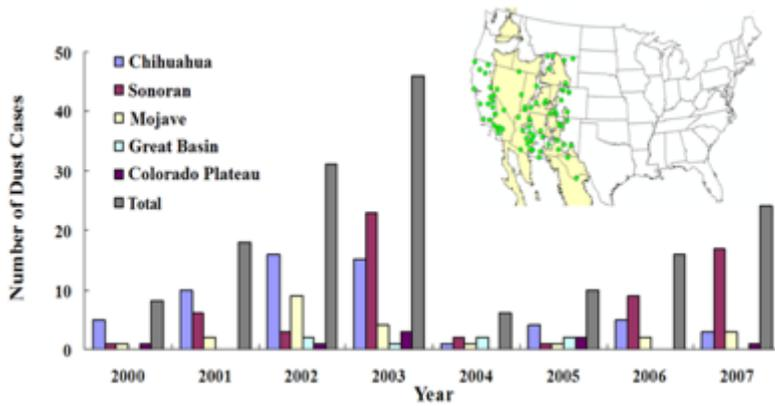 50
40
30
20
10
0
Number of Dust Cases
Chihuahua
Sonoran
Mojave
Great Basin
Colorado Plateau
Total
2000 2001 2002 2003 2004 2005 2006 2007
Year